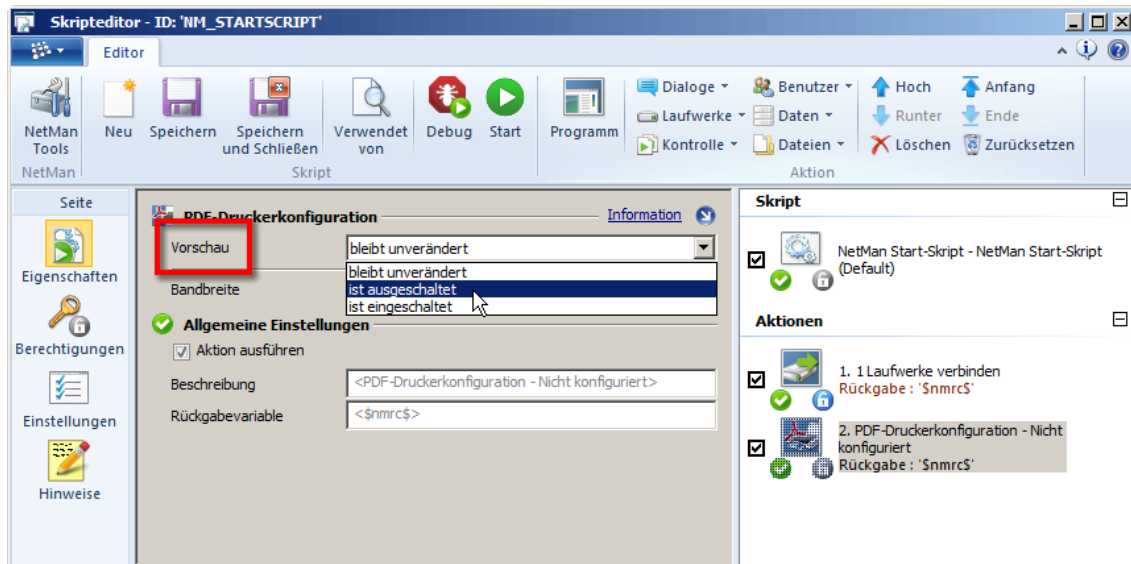 Skripteditor - ID: 'NM_STARTSCRIPT'
Editor
NetMan Tools
Neu
Speichern
Speichern und Schließen
Verwendet von
Debug
Start
Programm
Dialoge
Benutzer
Hoch
Anfang
Laufwerke
Daten
Runter
Ende
Kontrolle
Dateien
Löschen
Zurücksetzen
NetMan
Skript
Aktion
Seite
Eigenschaften
Berechtigungen
Einstellungen
Hinweise
PDF-Druckerkonfiguration
Information
Vorschau
bleibt unverändert
bleibt unverändert
ist ausgeschaltet
ist eingeschaltet
Bandbreite
Allgemeine Einstellungen
Aktion ausführen
Beschreibung
<PDF-Druckerkonfiguration - Nicht konfiguriert>
Rückgabevariable
<$nmrc$>
Skript
NetMan Start-Skript - NetMan Start-Skript
(Default)
Aktionen
1. 1 Laufwerke verbinden
Rückgabe : '$nmrc$'
2. PDF-Druckerkonfiguration - Nicht
konfiguriert
Rückgabe : '$nmrc$'